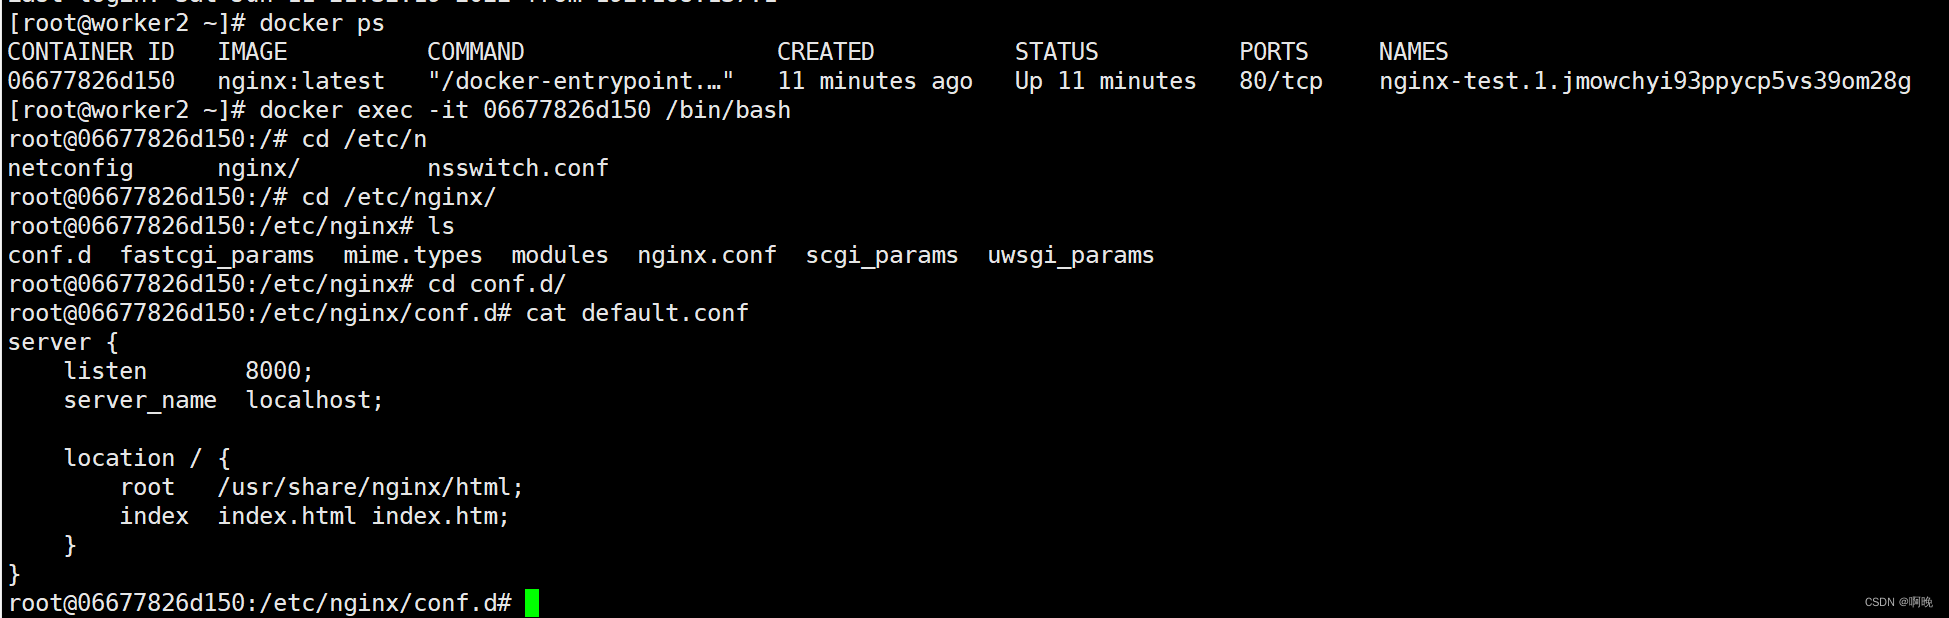 [root@worker2 ~]# docker ps
CONTAINER ID   IMAGE          COMMAND                  CREATED          STATUS          PORTS     NAMES
06677826d150   nginx:latest   "/docker-entrypoint.…"   11 minutes ago   Up 11 minutes   80/tcp    nginx-test.1.jmowchyi93ppycp5vs39om28g
[root@worker2 ~]# docker exec -it 06677826d150 /bin/bash
root@06677826d150:/# cd /etc/n
netconfig      nginx/         nsswitch.conf
root@06677826d150:/# cd /etc/nginx/
root@06677826d150:/etc/nginx# ls
conf.d  fastcgi_params  mime.types  modules  nginx.conf  scgi_params  uwsgi_params
root@06677826d150:/etc/nginx# cd conf.d/
root@06677826d150:/etc/nginx/conf.d# cat default.conf
server {
    listen       8000;
    server_name  localhost;
    location / {
        root   /usr/share/nginx/html;
        index  index.html index.htm;
    }
}
root@06677826d150:/etc/nginx/conf.d#
CSDN @啊晚